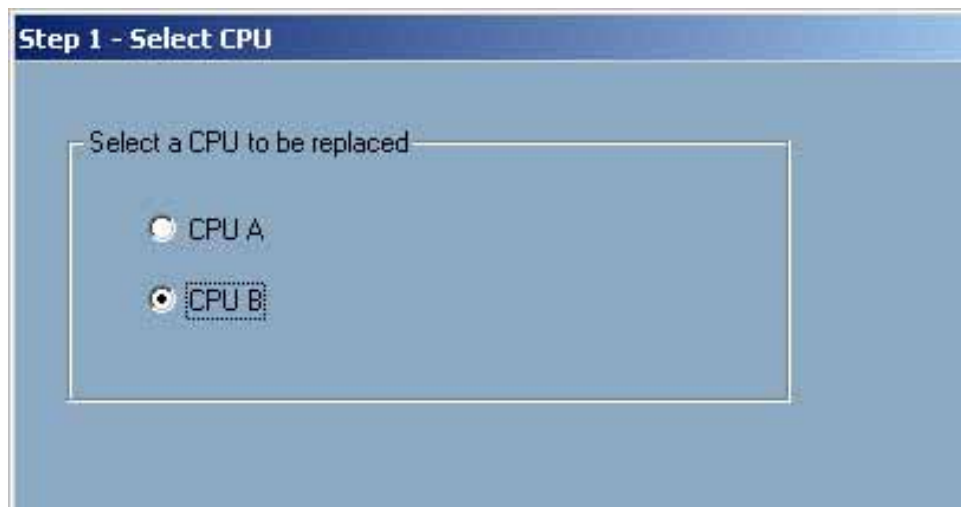 Step 1 - Select CPU
Select a CPU to be replaced
CPU A
CPU B